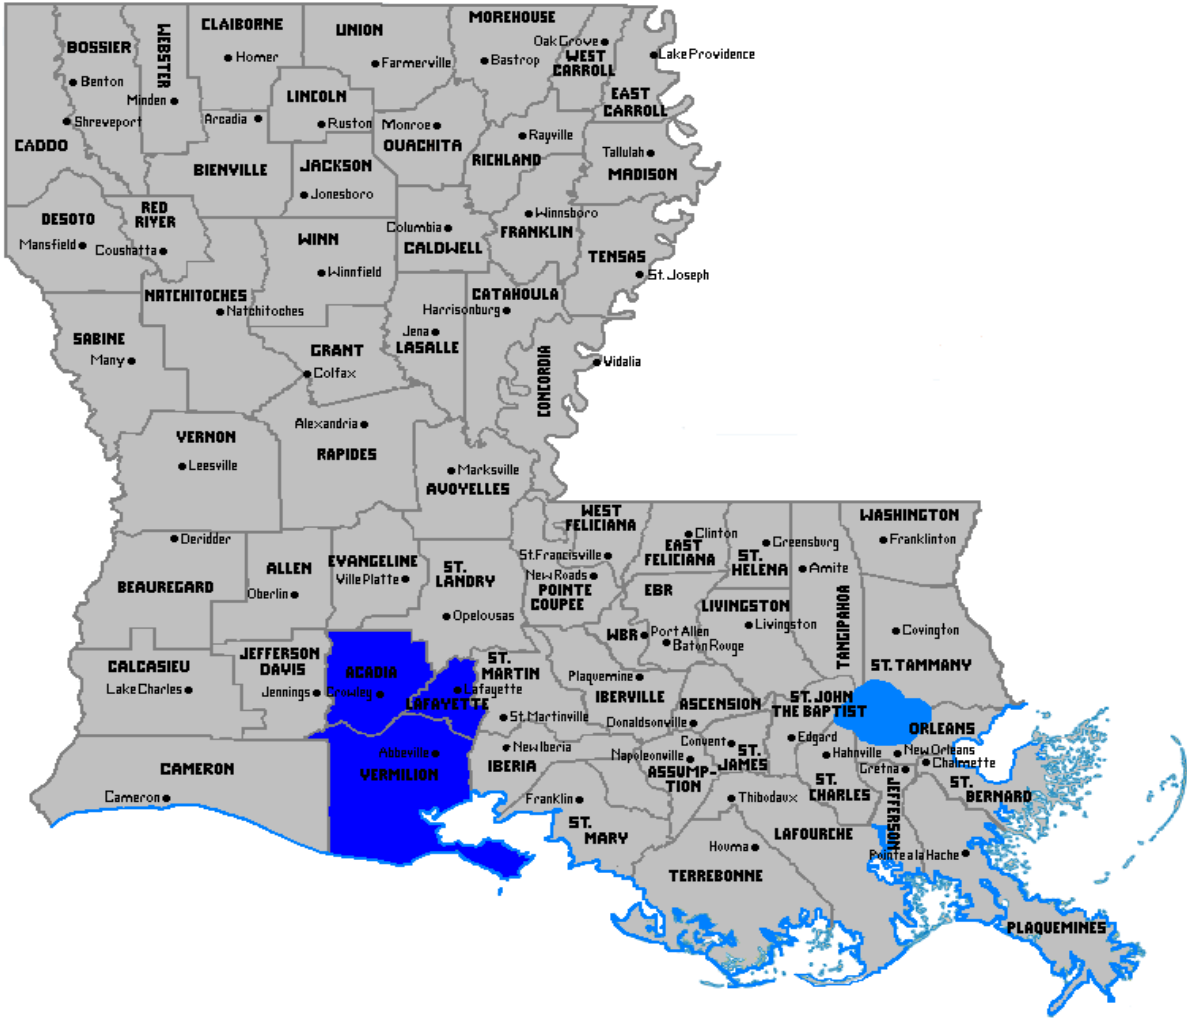 MOREHOUSE
CLAIBORNE
UNION
WEBSTER
BOSSIER
Oak Grove
Lake Providence
WEST
CARROLL
Homer
Farmerville
Bastrop
Benton
LINCOLN
EAST
CARROLL
Minden
Shreveport
Arcadia
Ruston
Monroe
Rayville
CADDO
OUACHITA
BIENVILLE
JACKSON
RICHLAND
Tallulah
MADISON
Jonesboro
DESOTO
RED
RIVER
Winnsboro
FRANKLIN
Columbia
CALDWELL
WINN
Mansfield
Coushatta
TENSAS
Winnfield
St. Joseph
NATCHITOCHES
Natchitoches
CATAHOULA
Harrisonburg
SABINE
Many
GRANT
Colfax
Jena
LASALLE
CONCORDIA
Vidalia
VERNON
Leesville
Alexandria
RAPIDES
Marksville
AVOYELLES
WEST
FELICIANA
WASHINGTON
Franklinton
Deridder
Clinton
EAST
FELICIANA
Greensburg
ST.
HELENA
Amite
St. Francisville
BEAUREGARD
ALLEN
Oberlin
EVANGELINE
Ville Platte
ST.
LANDRY
Opelousas
New Roads
POINTE
COUPEE
EBR
LIVINGSTON
Livingston
TANGIPAHOA
Covington
ST. TAMMANY
WBR
Port Allen
Baton Rouge
CALCASIEU
Lake Charles
JEFFERSON
DAVIS
Jennings
ACADIA
Crowley
LAFAYETTE
Lafayette
ST.
MARTIN
St. Martinville
Plaquemine
IBERVILLE
ASCENSION
Donaldsonville
ST. JOHN
THE BAPTIST
ORLEANS
CAMERON
Cameron
Abbeville
VERMILION
New Iberia
IBERIA
Napoleonville
ASSUMP-
TION
Convent
ST.
JAMES
Edgard
Hahnville
New Orleans
Chalmette
Gretna
ST.
CHARLES
JEFFERSON
ST.
BERNARD
Franklin
ST.
MARY
Thibodaux
LAFOURCHE
Houma
TERREBONNE
Pointe a la Hache
PLAQUEMINES